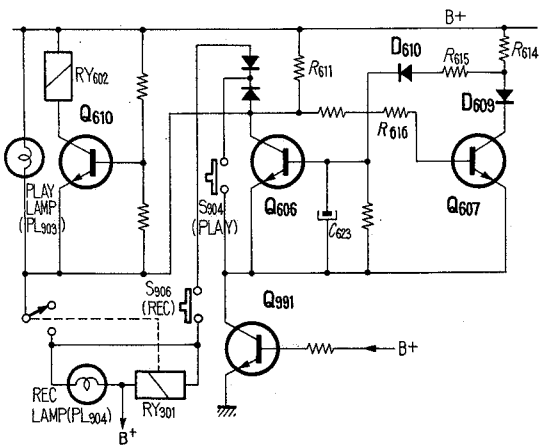 B+
RY602
Q610
R611
D610
R615
R614
D609
R616
PLAY
LAMP
(PL903)
S904
(PLAY)
Q606
C623
Q607
S906
(REC)
Q991
B+
REC
LAMP(PL904)
RY301
B+